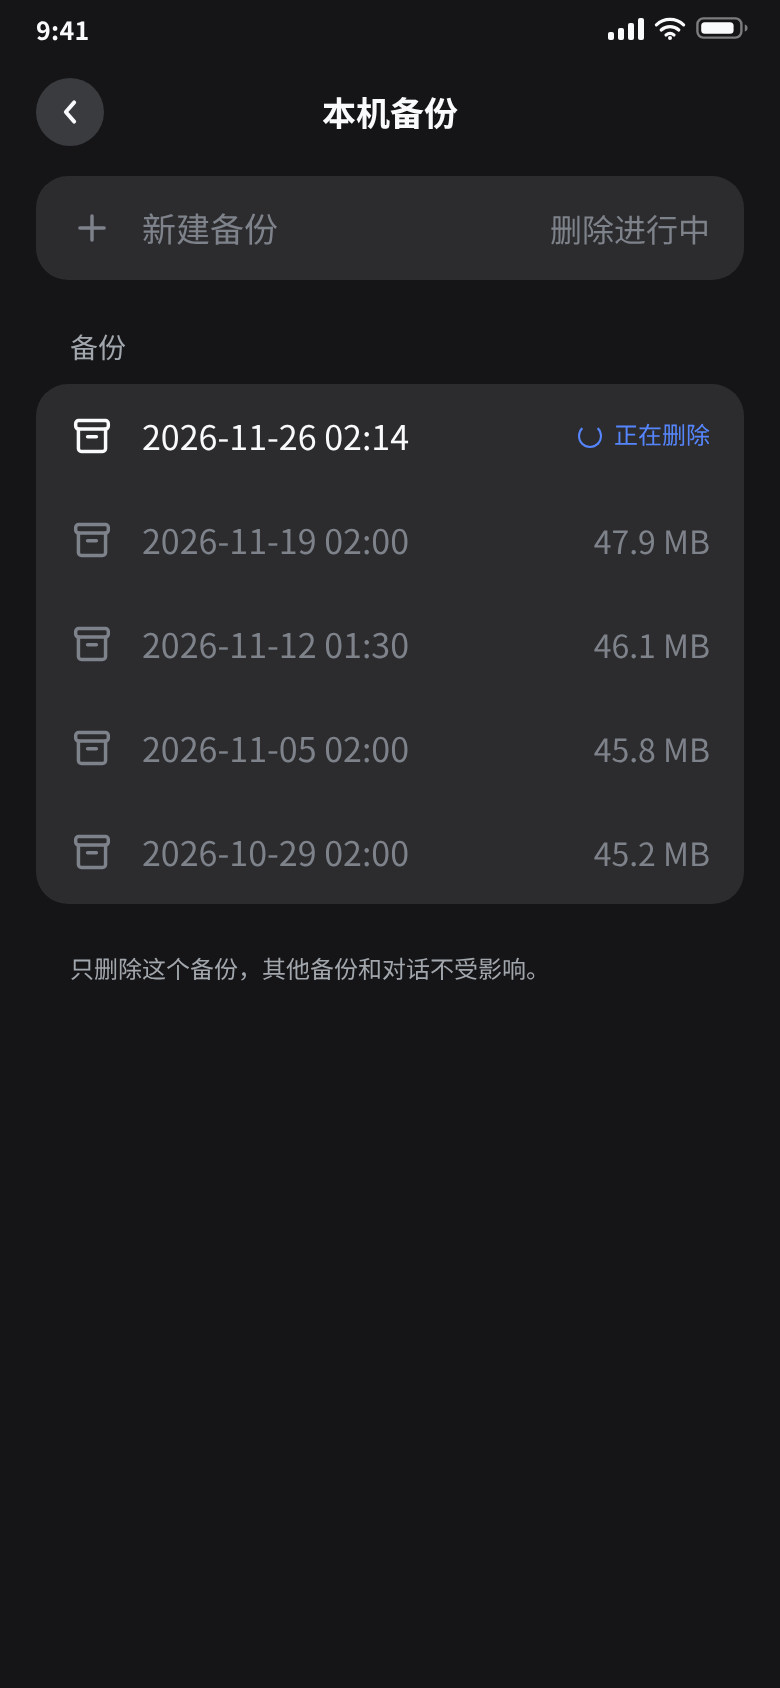 9:41
本机备份
新建备份 删除进行中
备份
2026-11-26 02:14 正在删除
2026-11-19 02:00 47.9 MB
2026-11-12 01:30 46.1 MB
2026-11-05 02:00 45.8 MB
2026-10-29 02:00 45.2 MB
只删除这个备份，其他备份和对话不受影响。